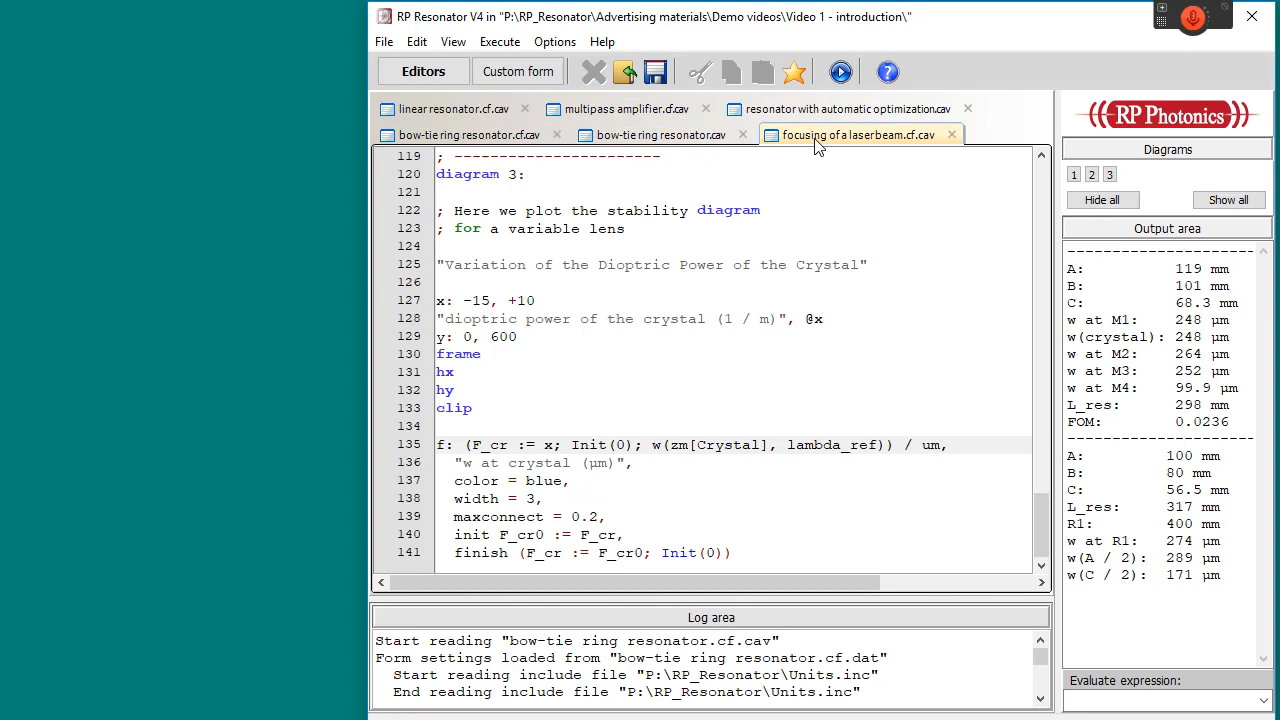 RP Resonator V4 in "P:\RP_Resonator\Advertising materials\Demo videos\Video 1 - introduction\"
File Edit View Execute Options Help
Editors Custom form
linear resonator.cf.cav multipass amplifier.cf.cav resonator with automatic optimization.cav
bow-tie ring resonator.cf.cav bow-tie ring resonator.cav focusing of a laser beam.cf.cav
119 ; -----------------------
120 diagram 3:
121
122 ; Here we plot the stability diagram
123 ; for a variable lens
124
125 "Variation of the Dioptric Power of the Crystal"
126
127 x: -15, +10
128 "dioptric power of the crystal (1 / m)", @x
129 y: 0, 600
130 frame
131 hx
132 hy
133 clip
134
135 f: (F_cr := x; Init(0); w(zm[Crystal], lambda_ref)) / um,
136 "w at crystal (µm)",
137 color = blue,
138 width = 3,
139 maxconnect = 0.2,
140 init F_cr0 := F_cr,
141 finish (F_cr := F_cr0; Init(0))
Log area
Start reading "bow-tie ring resonator.cf.cav"
Form settings loaded from "bow-tie ring resonator.cf.dat"
Start reading include file "P:\RP_Resonator\Units.inc"
End reading include file "P:\RP_Resonator\Units.inc"
RP Photonics
Diagrams
1 2 3
Hide all Show all
Output area
---------------------
A: 119 mm
B: 101 mm
C: 68.3 mm
w at M1: 248 µm
w(crystal): 248 µm
w at M2: 264 µm
w at M3: 252 µm
w at M4: 99.9 µm
L_res: 298 mm
FOM: 0.0236
---------------------
A: 100 mm
B: 80 mm
C: 56.5 mm
L_res: 317 mm
R1: 400 mm
w at R1: 274 µm
w(A / 2): 289 µm
w(C / 2): 171 µm
Evaluate expression: